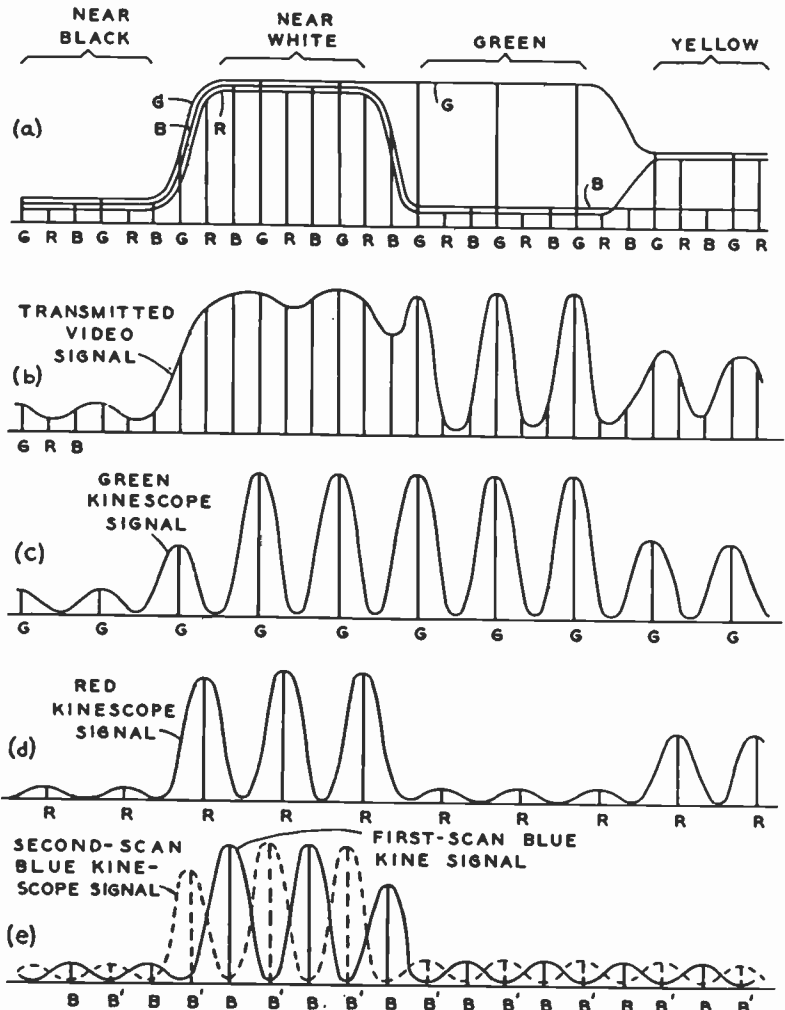 NEAR BLACK
NEAR WHITE
GREEN
YELLOW
(a)
G
B
R
G
B
G R B G R B G R B G R B G R B G R B G R B G R B G R
TRANSMITTED
VIDEO
SIGNAL
(b)
G R B
GREEN
KINESCOPE
SIGNAL
(c)
G G G G G G G G G G
RED
KINESCOPE
SIGNAL
(d)
R R R R R R R R R R
SECOND-SCAN
BLUE KINE-
SCOPE SIGNAL
FIRST-SCAN BLUE
KINE SIGNAL
(e)
B B' B B' B B' B. B' B B' B B' B B' B B' B B'